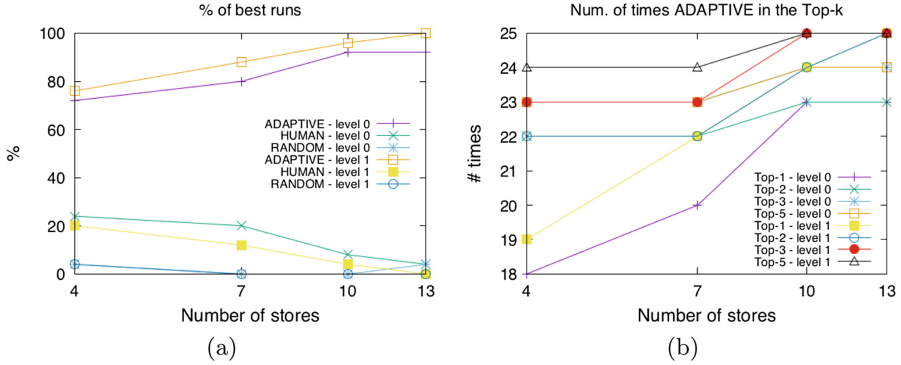 % of best runs
100
80
60
40
20
0
%
ADAPTIVE - level 0
HUMAN - level 0
RANDOM - level 0
ADAPTIVE - level 1
HUMAN - level 1
RANDOM - level 1
4 7 10 13
Number of stores
(a)
Num. of times ADAPTIVE in the Top-k
25
24
23
22
21
20
19
18
# times
Top-1 - level 0
Top-2 - level 0
Top-3 - level 0
Top-5 - level 0
Top-1 - level 1
Top-2 - level 1
Top-3 - level 1
Top-5 - level 1
4 7 10 13
Number of stores
(b)